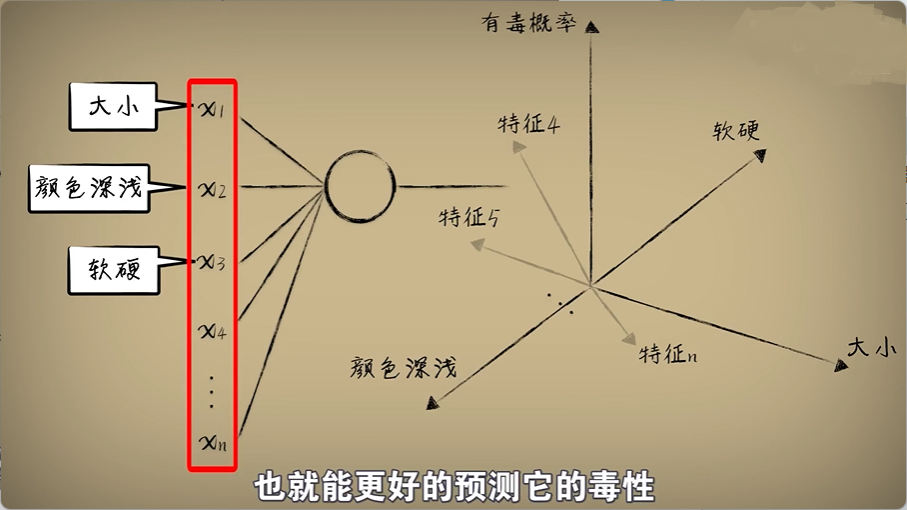 有毒概率
大小
x1
特征4
软硬
颜色深浅
x2
特征5
软硬
x3
x4
特征n
大小
颜色深浅
xn
也就能更好的预测它的毒性